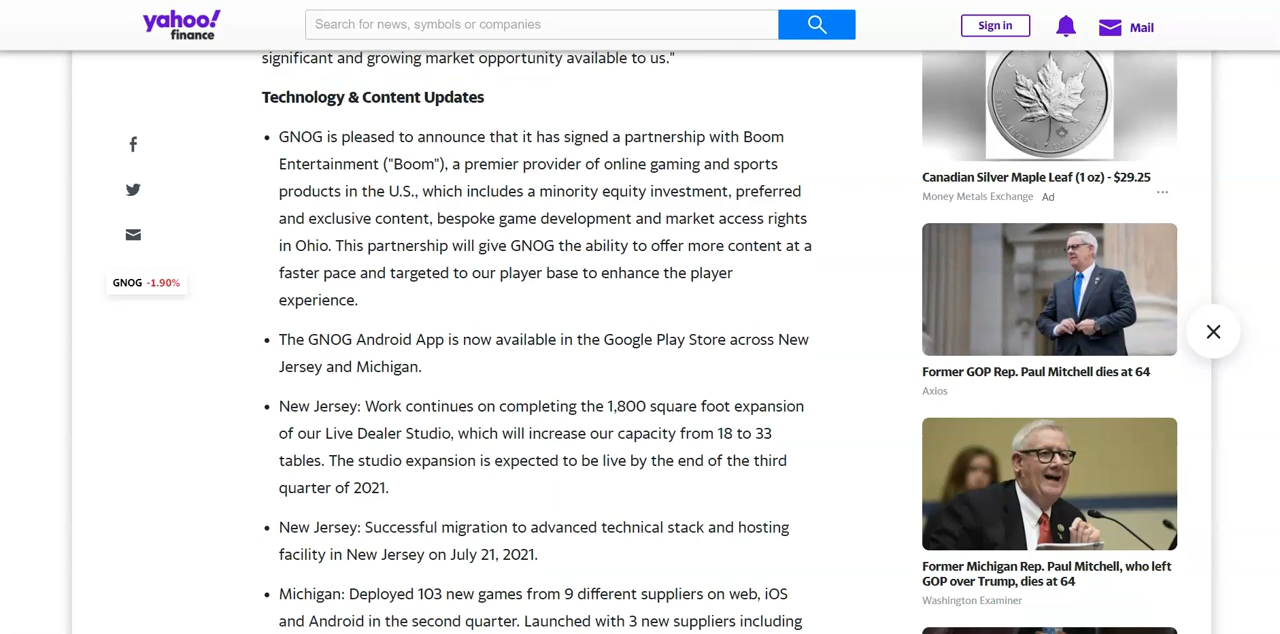 yahoo!
finance
Search for news, symbols or companies
Sign in
Mail
significant and growing market opportunity available to us."
Technology & Content Updates
• GNOG is pleased to announce that it has signed a partnership with Boom
Entertainment ("Boom"), a premier provider of online gaming and sports
products in the U.S., which includes a minority equity investment, preferred
and exclusive content, bespoke game development and market access rights
in Ohio. This partnership will give GNOG the ability to offer more content at a
faster pace and targeted to our player base to enhance the player
experience.
• The GNOG Android App is now available in the Google Play Store across New
Jersey and Michigan.
• New Jersey: Work continues on completing the 1,800 square foot expansion
of our Live Dealer Studio, which will increase our capacity from 18 to 33
tables. The studio expansion is expected to be live by the end of the third
quarter of 2021.
• New Jersey: Successful migration to advanced technical stack and hosting
facility in New Jersey on July 21, 2021.
• Michigan: Deployed 103 new games from 9 different suppliers on web, iOS
and Android in the second quarter. Launched with 3 new suppliers including
GNOG -1.90%
Canadian Silver Maple Leaf (1 oz) - $29.25
Money Metals Exchange Ad
...
Former GOP Rep. Paul Mitchell dies at 64
Axios
Former Michigan Rep. Paul Mitchell, who left
GOP over Trump, dies at 64
Washington Examiner